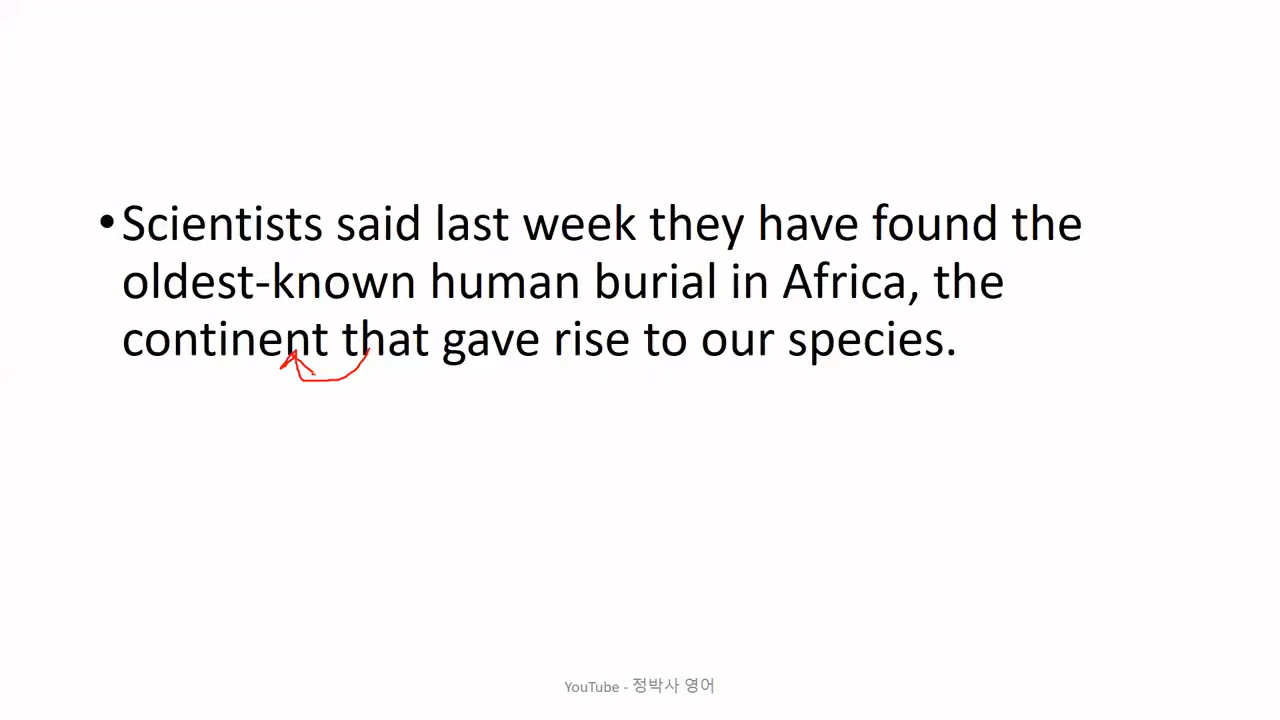 •Scientists said last week they have found the
oldest-known human burial in Africa, the
continent that gave rise to our species.
YouTube - 정박사 영어